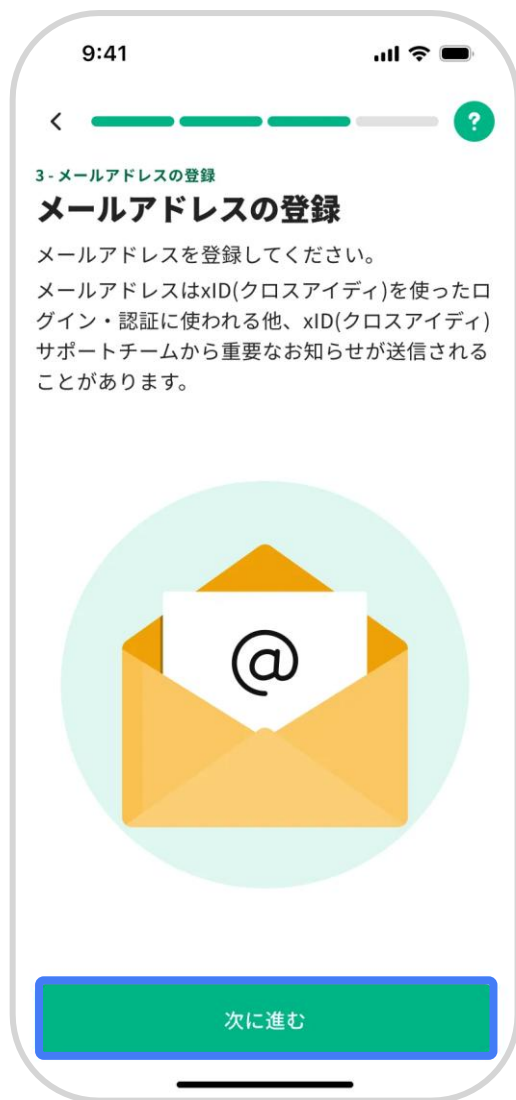 9:41
?
3 - メールアドレスの登録
メールアドレスの登録
メールアドレスを登録してください。
メールアドレスはxID(クロスアイディ)を使ったロ
グイン・認証に使われる他、xID(クロスアイディ)
サポートチームから重要なお知らせが送信される
ことがあります。
@
次に進む